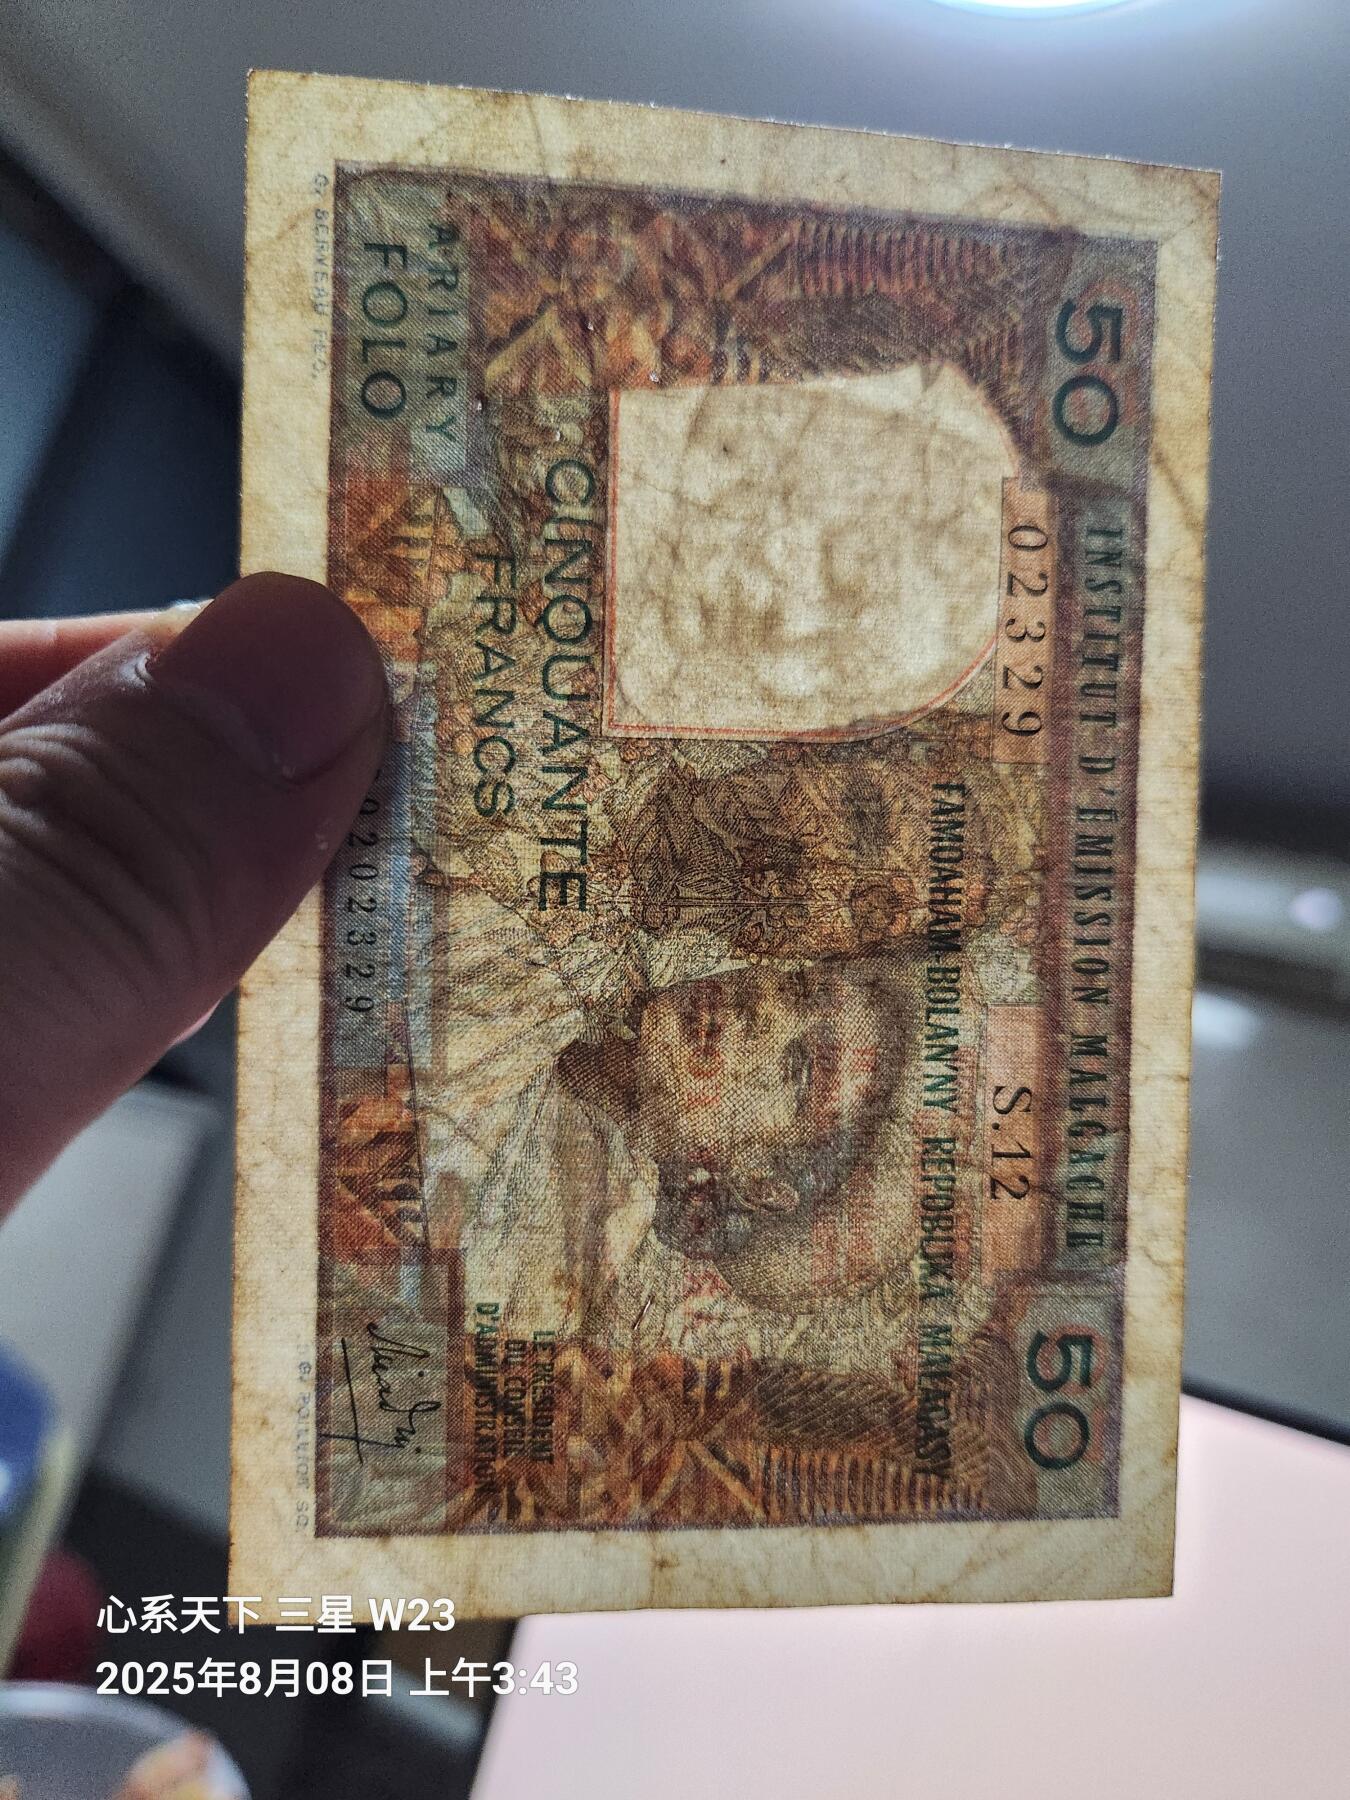 50
INSTITUT D'ÉMISSION MALGACHE
50
02329
S.12
FAMOAHAM-BOLAN'NY REPOBLIKA MALAGASY
CINQUANTE
FRANCS
LE PRÉSIDENT
DU CONSEIL
D'ADMINISTRATION
ARIARY
FOLO
02329
心系天下 三星 W23
2025年8月08日 上午3:43